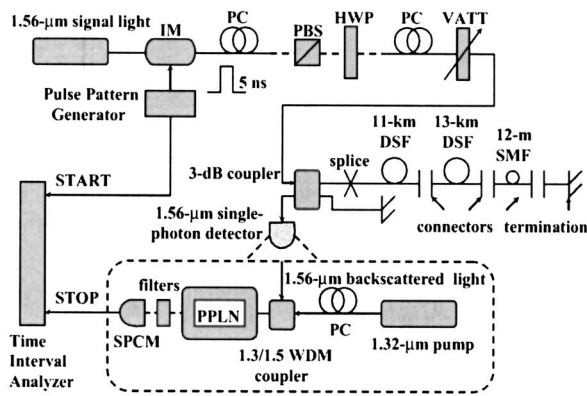 1.56-μm signal light
IM
PC
PBS
HWP
PC
VATT
5 ns
Pulse Pattern
Generator
11-km
DSF
13-km
DSF
12-m
SMF
3-dB coupler
splice
START
1.56-μm single-
photon detector
connectors
termination
1.56-μm backscattered light
filters
STOP
PPLN
PC
SPCM
1.3/1.5 WDM
coupler
1.32-μm pump
Time
Interval
Analyzer